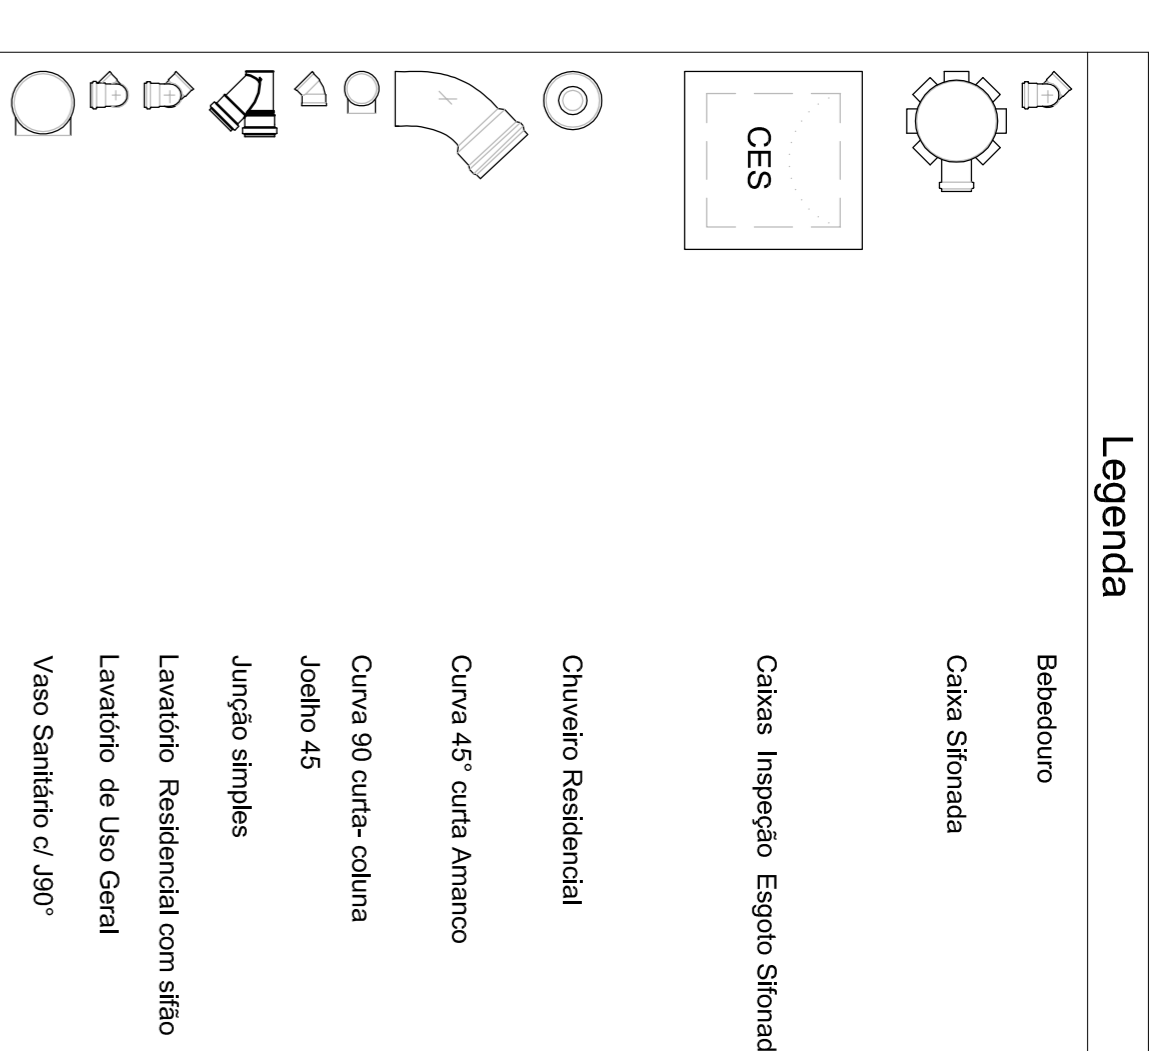 Legenda
Bebedouro
Caixa Sifonada
CES
Caixas Inspeção Esgoto Sifonad
Chuveiro Residencial
Curva 45° curta Amanco
Curva 90 curta- coluna
Joelho 45
Junção simples
Lavatório Residencial com sifão
Lavatório de Uso Geral
Vaso Sanitário c/ J90°